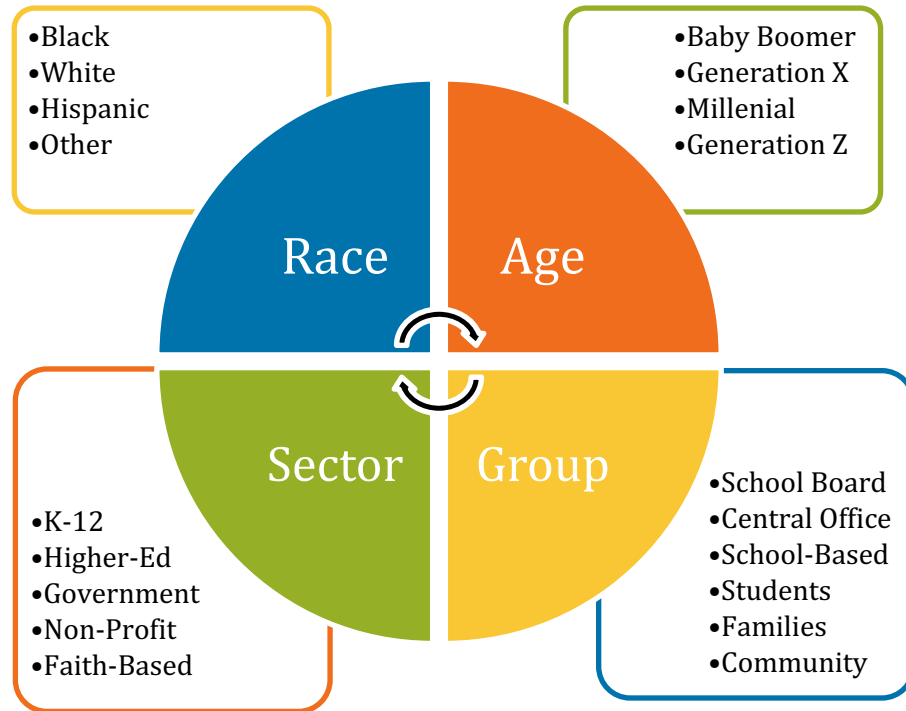 •Black
•White
•Hispanic
•Other
•Baby Boomer
•Generation X
•Millenial
•Generation Z
Race
Age
Sector
Group
•K-12
•Higher-Ed
•Government
•Non-Profit
•Faith-Based
•School Board
•Central Office
•School-Based
•Students
•Families
•Community